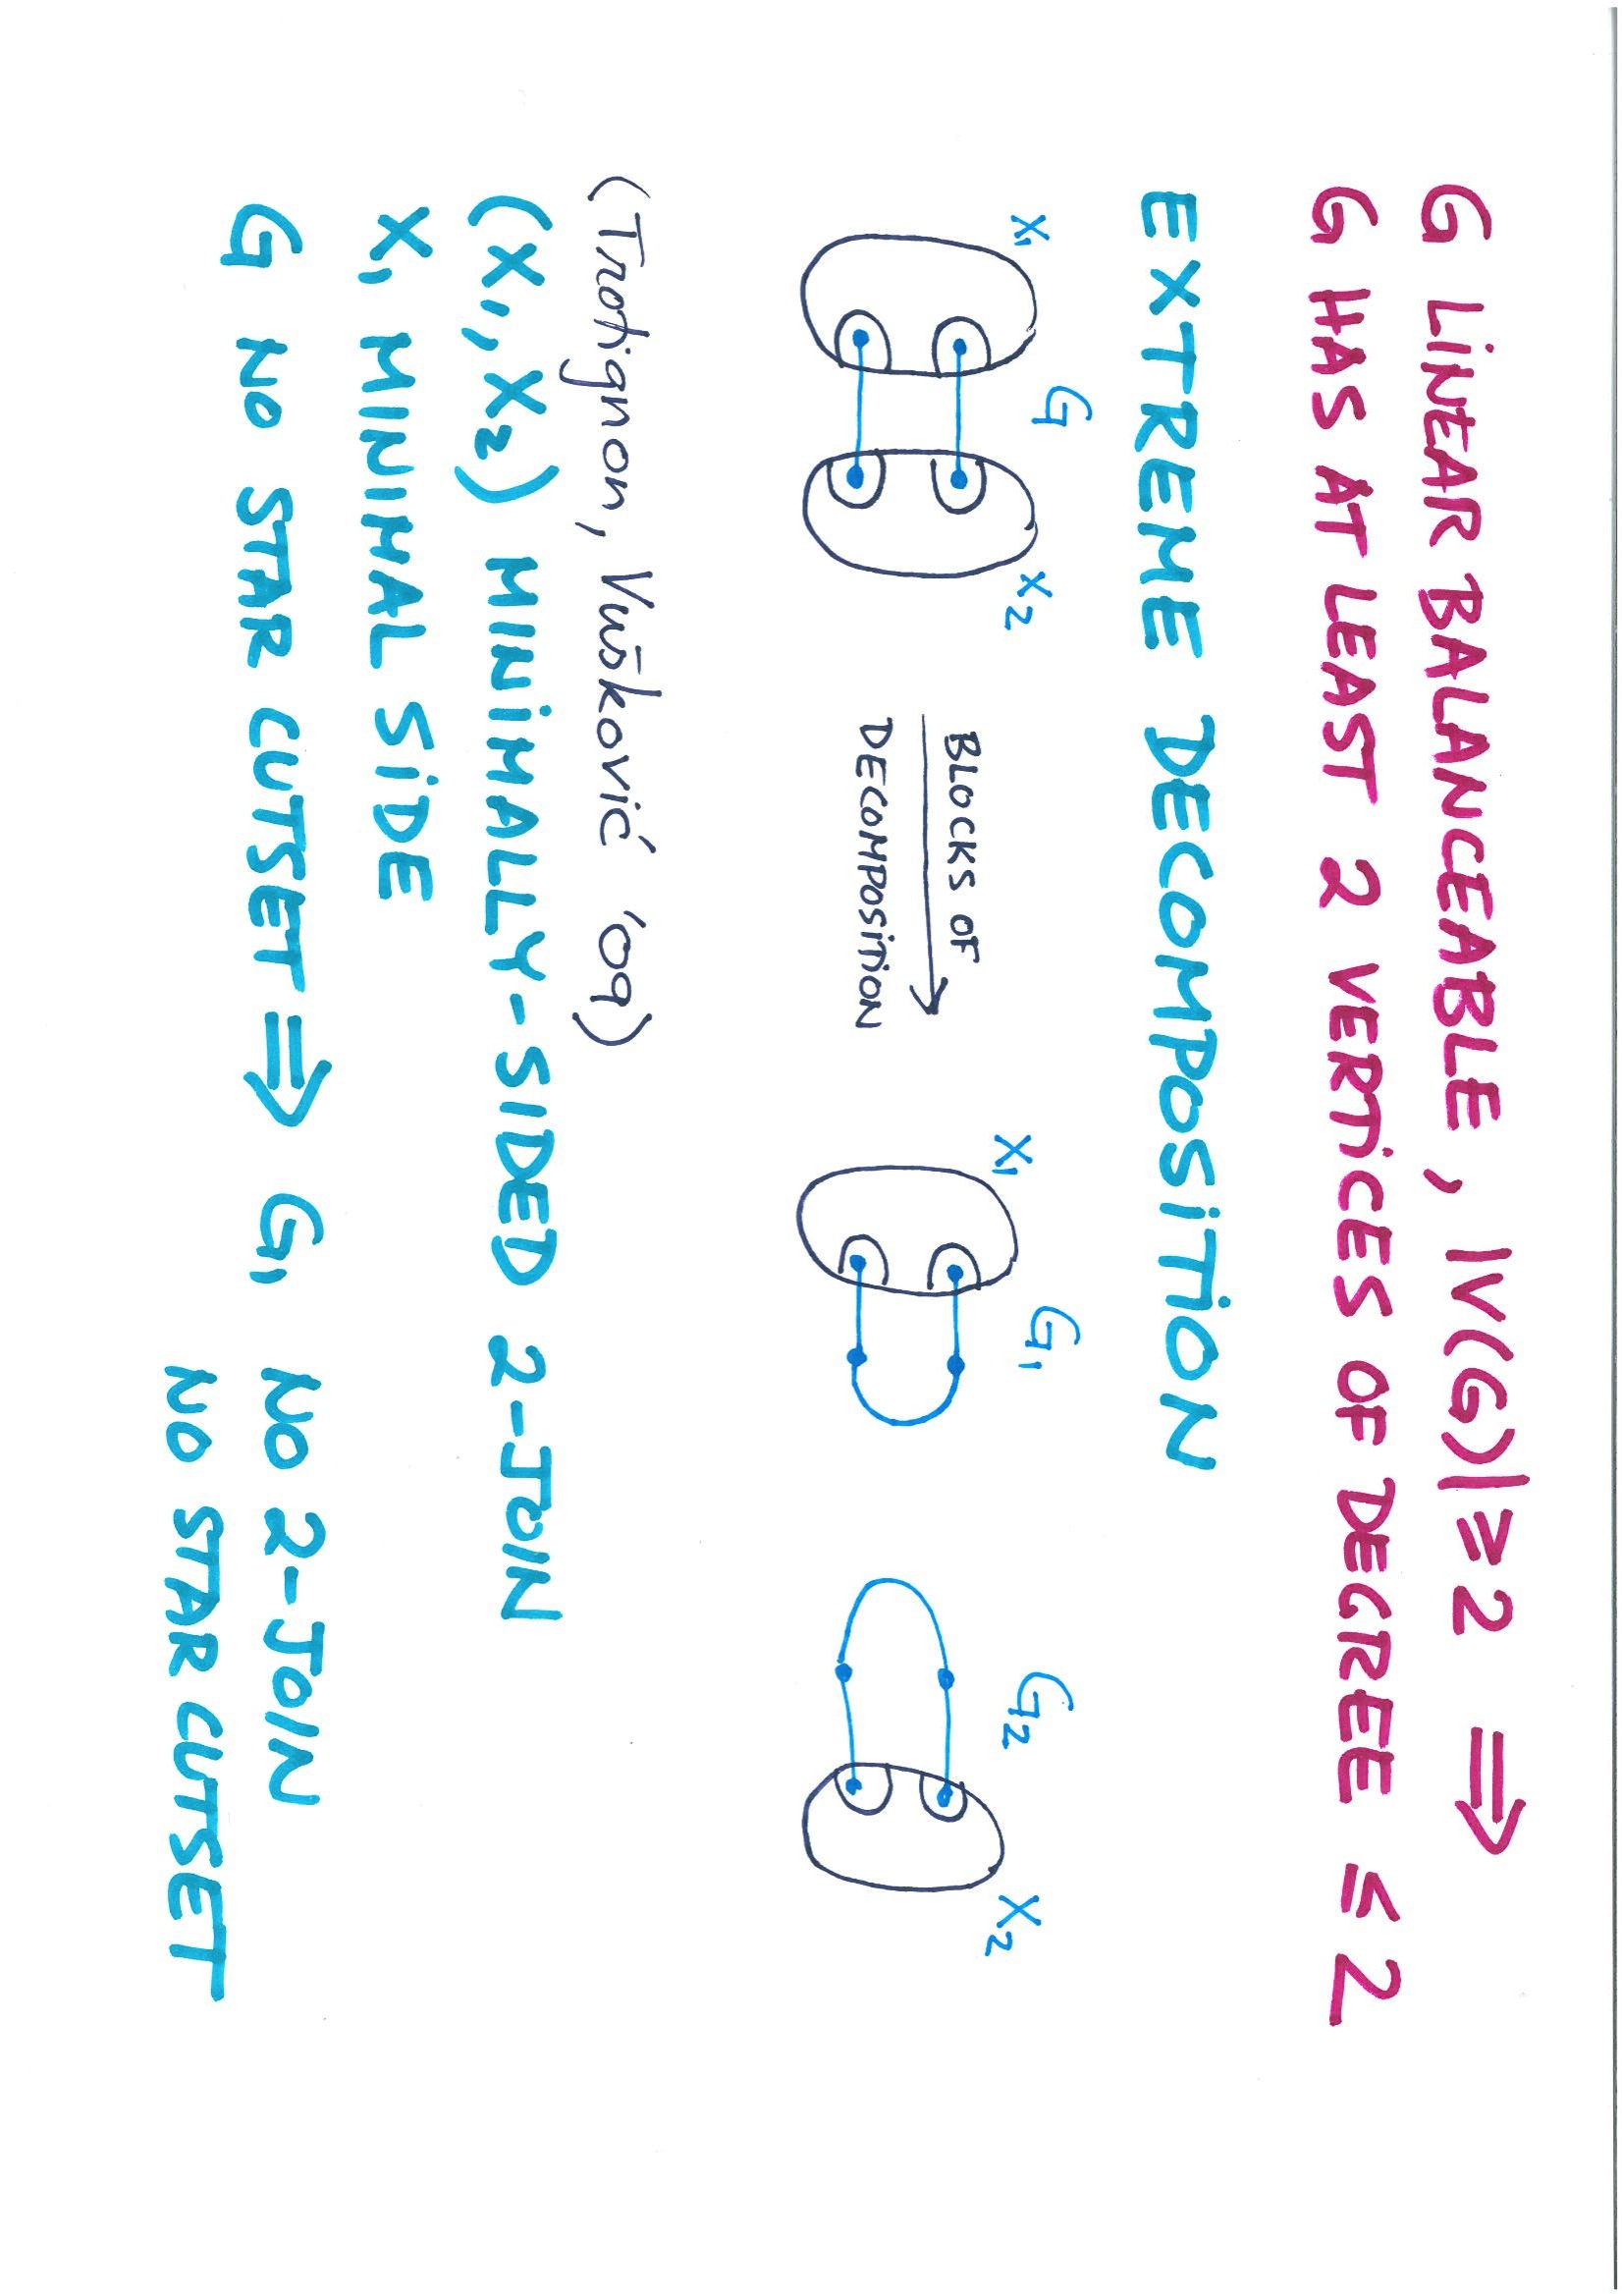 G LINEAR BALANCEABLE, |V(G)| ≥ 2 ⇒
G HAS AT LEAST 2 VERTICES OF DEGREE ≤ 2
EXTREME DECOMPOSITION
X₁ G X₂
BLOCKS OF
DECOMPOSITION
X₁ G₁
G₂ X₂
(Trotignon, Vušković '09)
(X₁, X₂) MINIMALLY-SIDED 2-JOIN
X₁ MINIMAL SIDE
G NO STAR CUTSET ⇒ G₁ NO 2-JOIN
NO STAR CUTSET